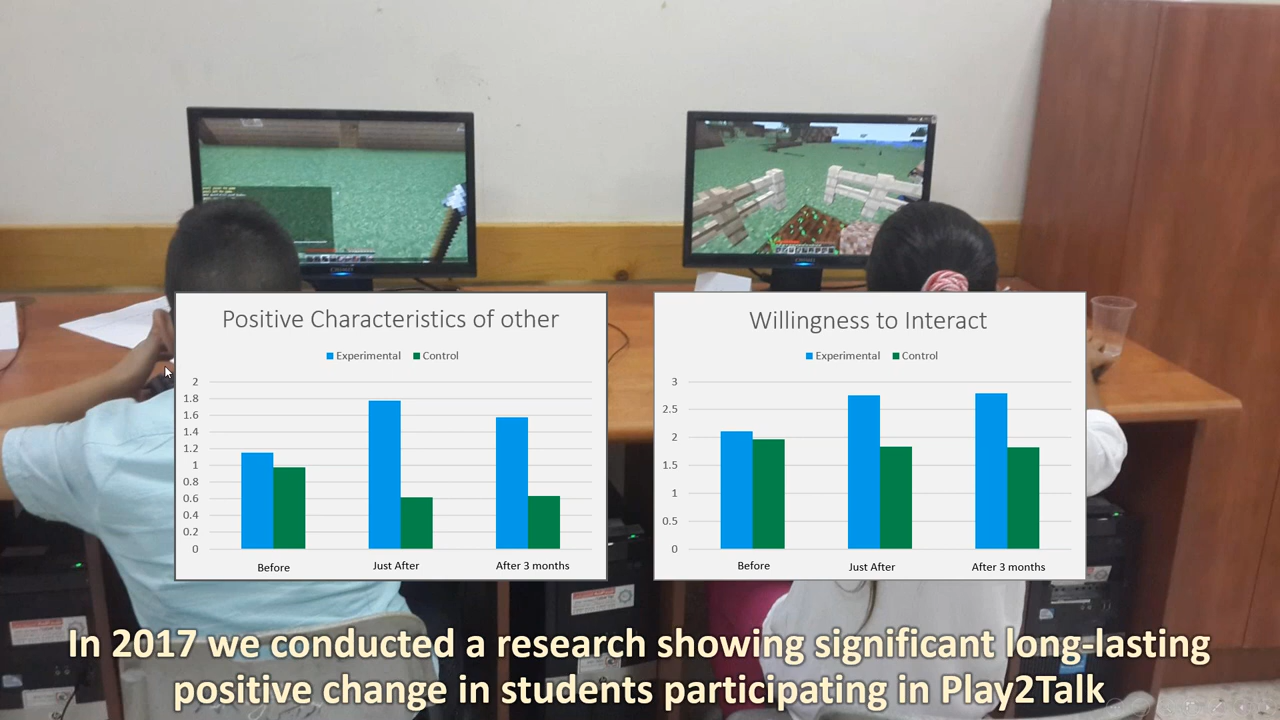 Positive Characteristics of other
Experimental Control
2
1.8
1.6
1.4
1.2
1
0.8
0.6
0.4
0.2
0
Before Just After After 3 months
Willingness to Interact
Experimental Control
3
2.5
2
1.5
1
0.5
0
Before Just After After 3 months
In 2017 we conducted a research showing significant long-lasting
positive change in students participating in Play2Talk